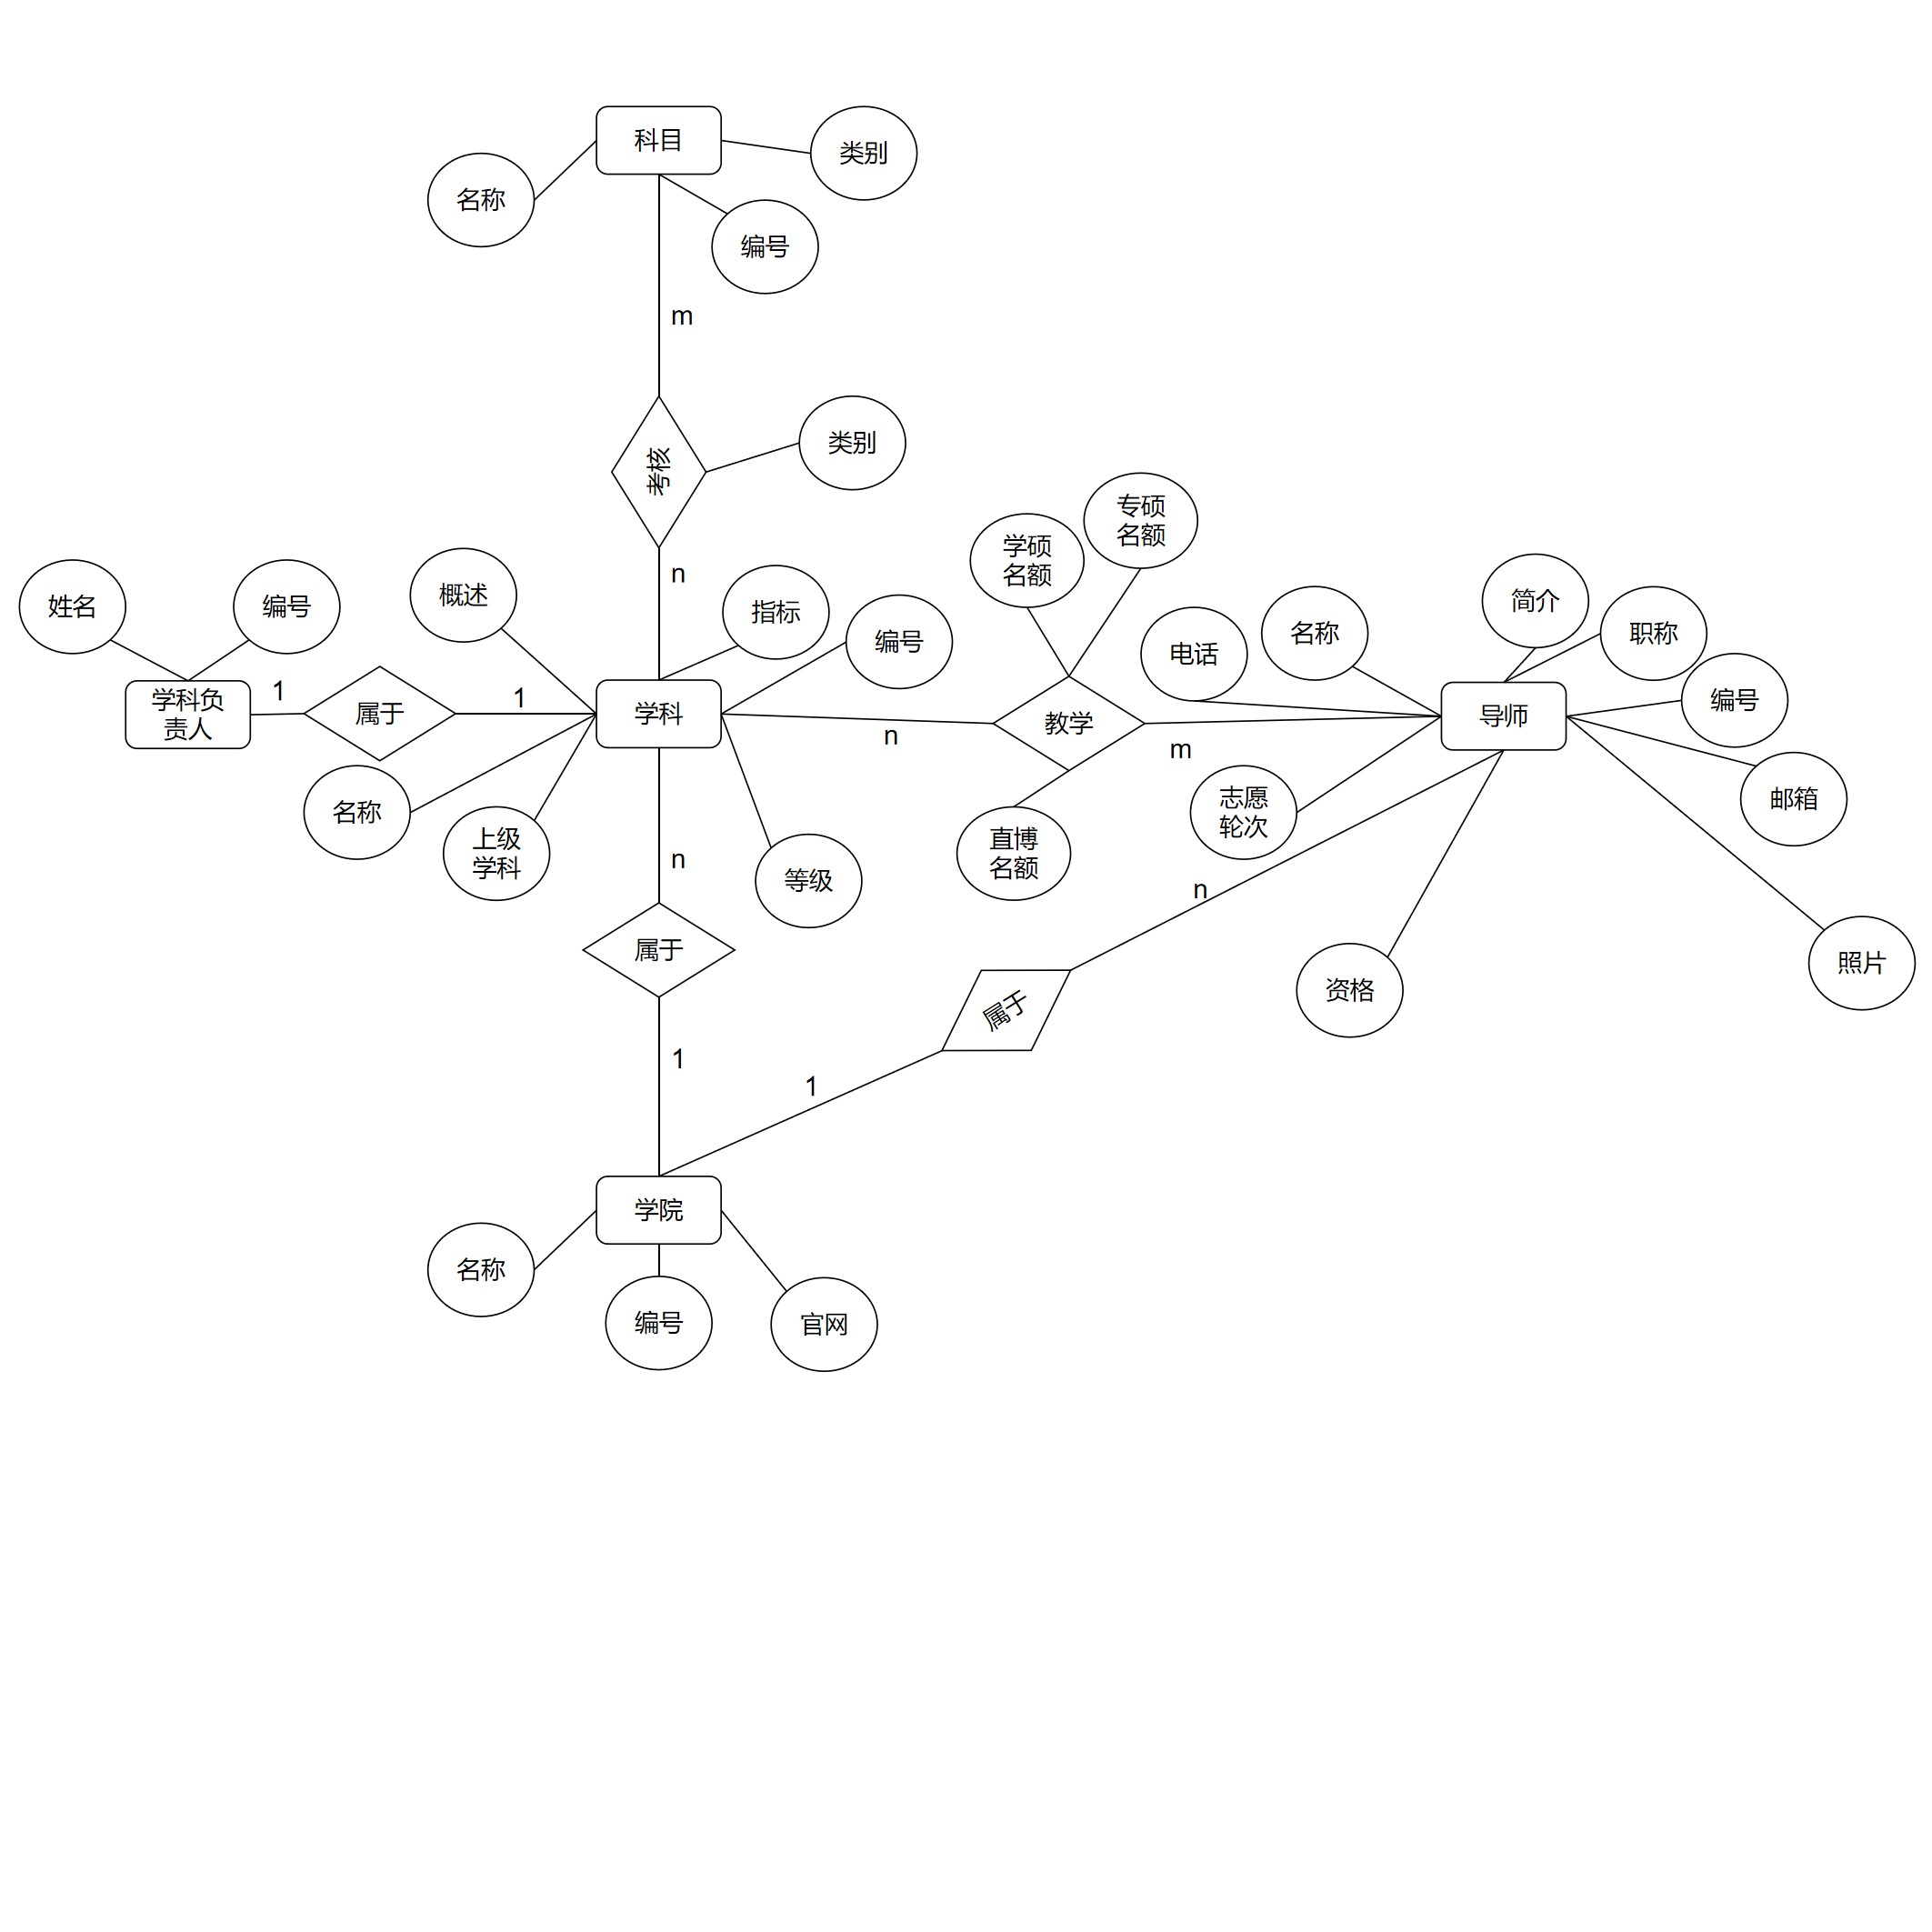 科目
类别
名称
编号
m
类别
考核
专硕
名额
学硕
名额
n
概述
简介
姓名
编号
指标
职称
名称
编号
电话
1
1
编号
学科负
责人
属于
学科
教学
导师
n
m
名称
志愿
轮次
邮箱
上级
学科
直博
名额
n
等级
n
属于
照片
资格
属于
1
1
学院
名称
编号
官网